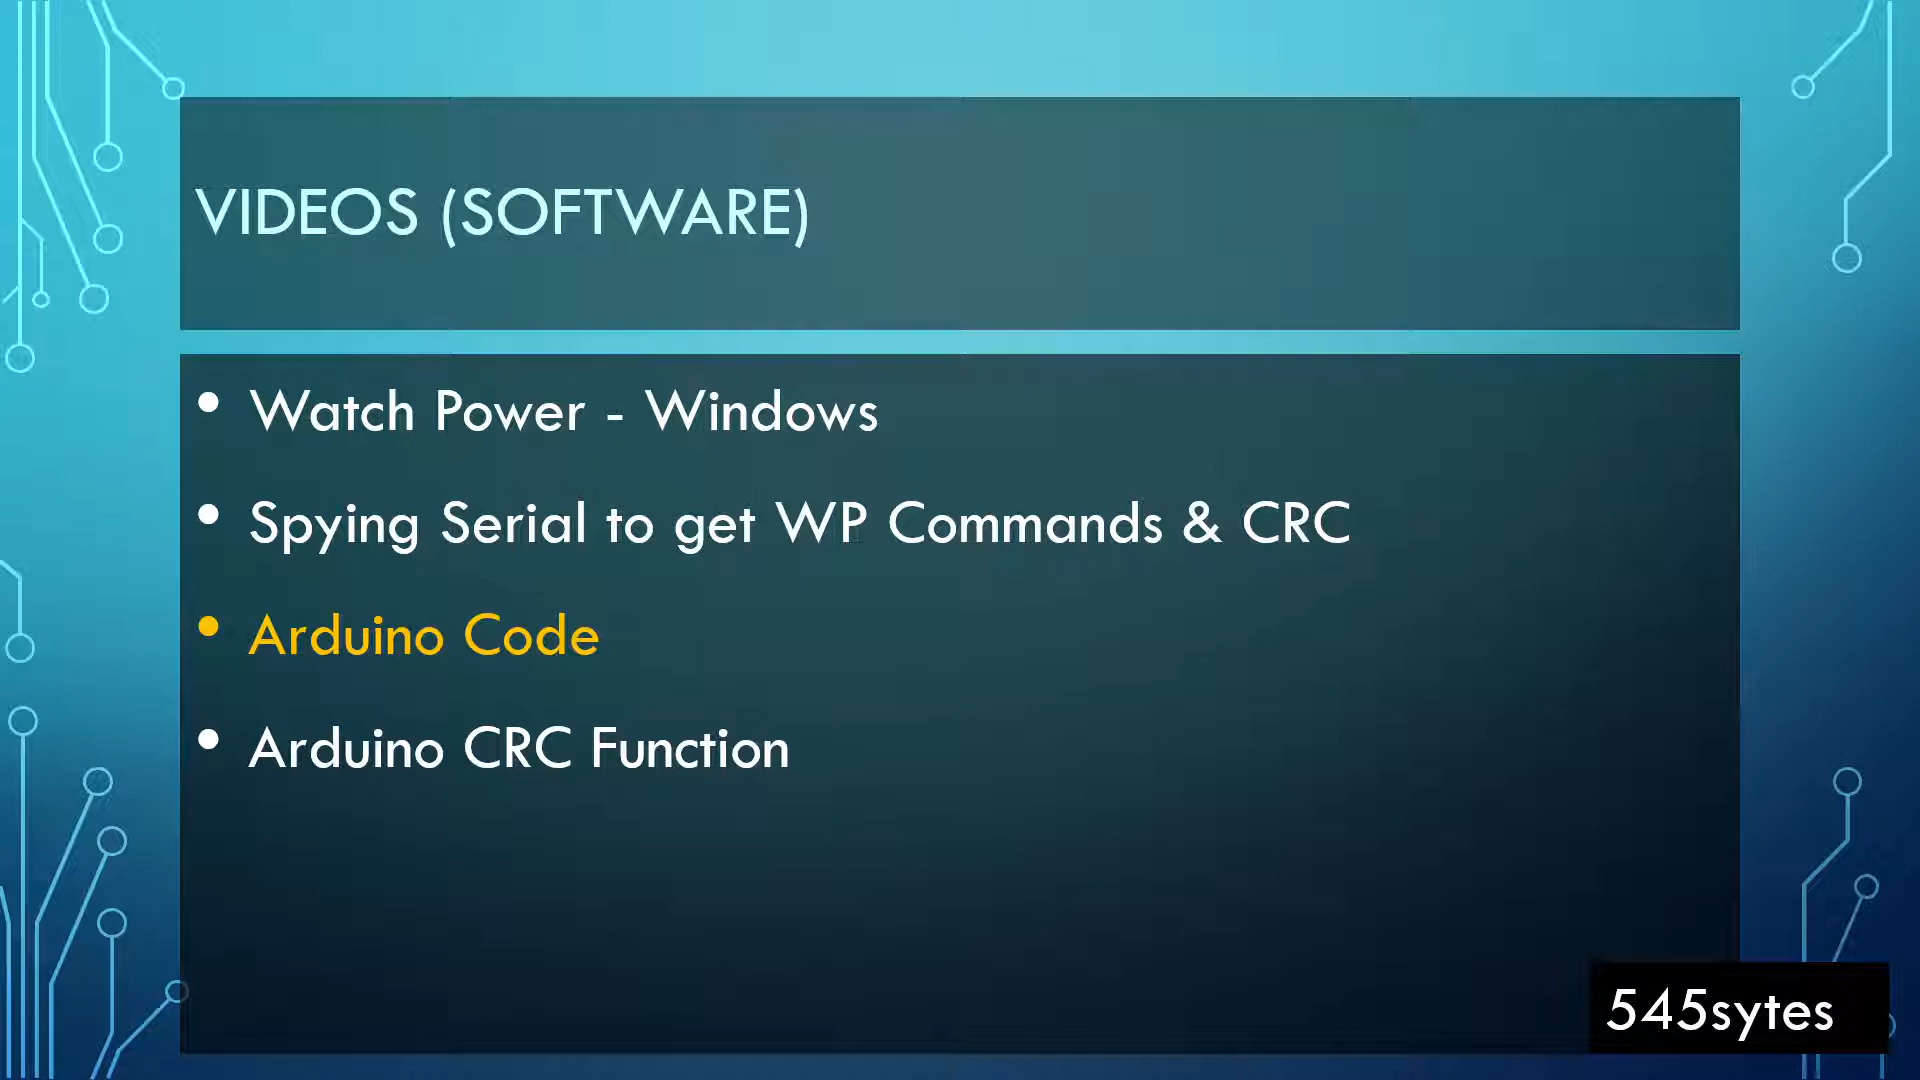 VIDEOS (SOFTWARE)
• Watch Power - Windows
• Spying Serial to get WP Commands & CRC
• Arduino Code
• Arduino CRC Function
545sytes